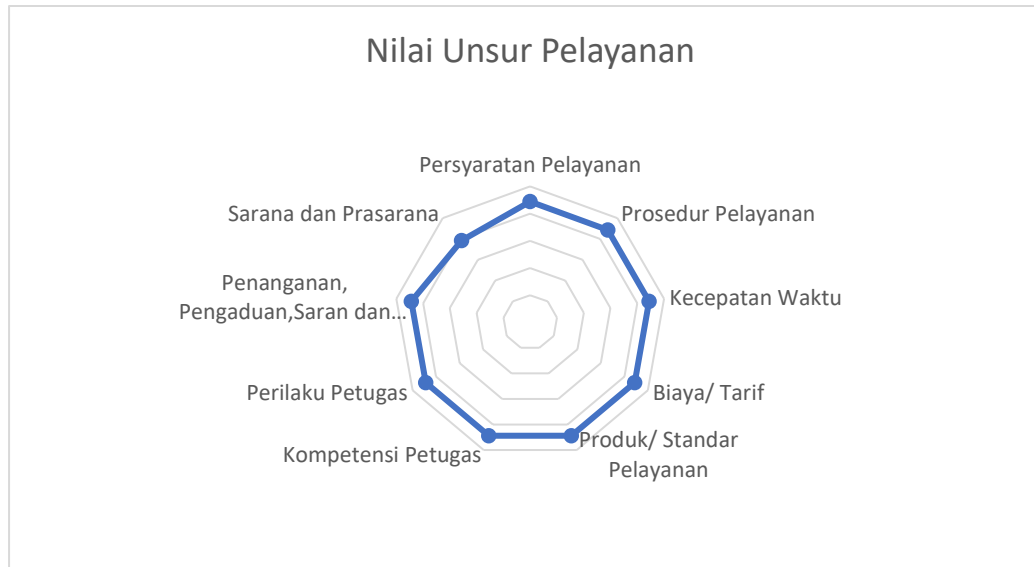 Nilai Unsur Pelayanan
Persyaratan Pelayanan
Prosedur Pelayanan
Kecepatan Waktu
Biaya/ Tarif
Produk/ Standar
Pelayanan
Kompetensi Petugas
Perilaku Petugas
Penanganan,
Pengaduan,Saran dan...
Sarana dan Prasarana